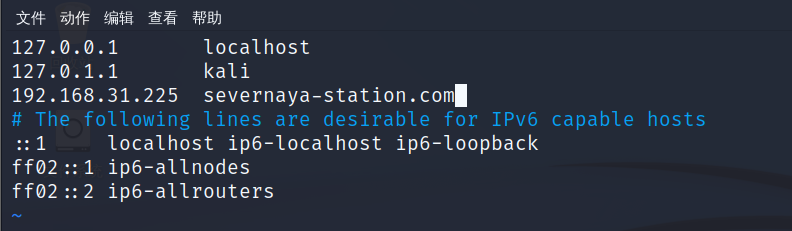 文件 动作 编辑 查看 帮助
127.0.0.1       localhost
127.0.1.1       kali
192.168.31.225  severnaya-station.com
# The following lines are desirable for IPv6 capable hosts
::1     localhost ip6-localhost ip6-loopback
ff02::1 ip6-allnodes
ff02::2 ip6-allrouters
~